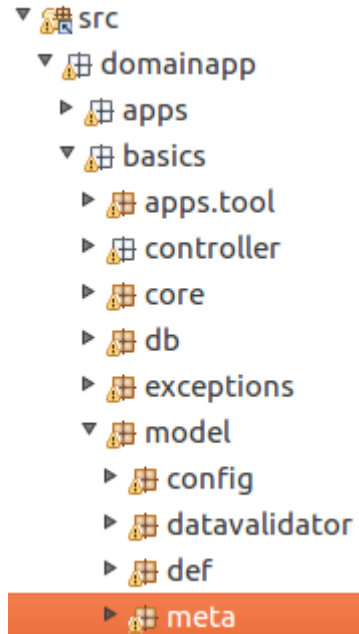 src
domainapp
apps
basics
apps.tool
controller
core
db
exceptions
model
config
datavalidator
def
meta